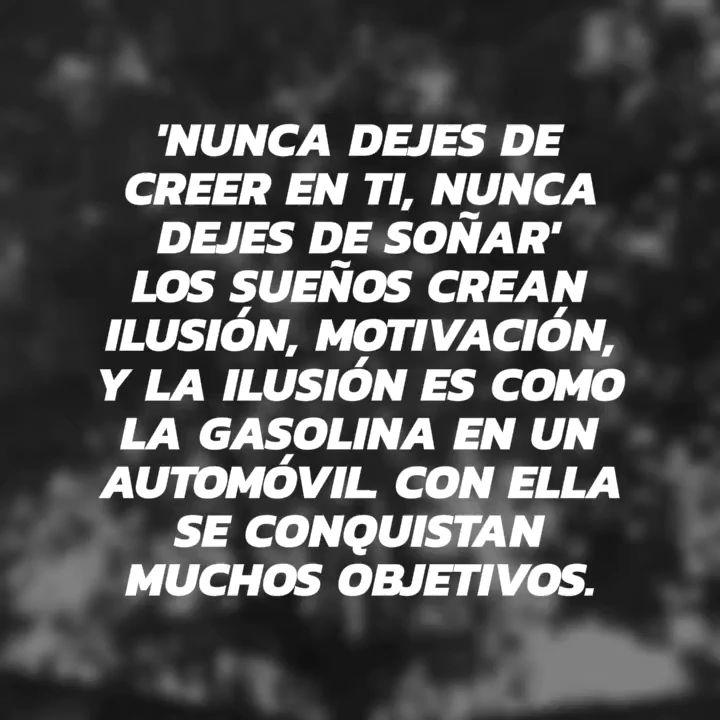 'NUNCA DEJES DE
CREER EN TI, NUNCA
DEJES DE SOÑAR'
LOS SUEÑOS CREAN
ILUSIÓN, MOTIVACIÓN,
Y LA ILUSIÓN ES COMO
LA GASOLINA EN UN
AUTOMÓVIL. CON ELLA
SE CONQUISTAN
MUCHOS OBJETIVOS.